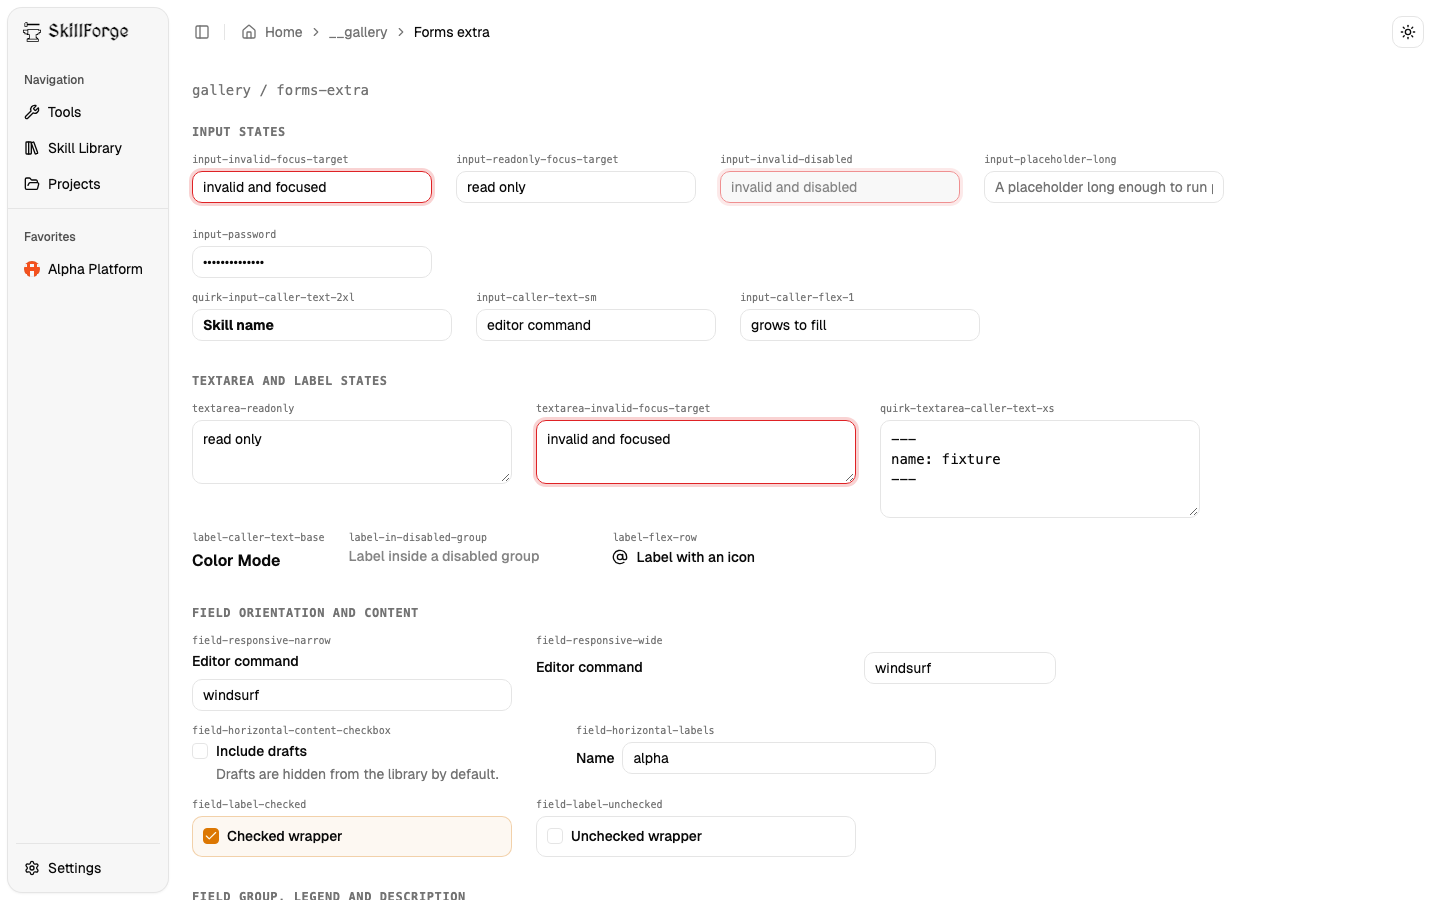 SkillForge
Navigation
Tools
Skill Library
Projects
Favorites
Alpha Platform
Settings
Home
__gallery
Forms extra
gallery / forms-extra
INPUT STATES
input-invalid-focus-target
invalid and focused
input-readonly-focus-target
read only
input-invalid-disabled
invalid and disabled
input-placeholder-long
A placeholder long enough to run
input-password
••••••••••••••
quirk-input-caller-text-2xl
Skill name
input-caller-text-sm
editor command
input-caller-flex-1
grows to fill
TEXTAREA AND LABEL STATES
textarea-readonly
read only
textarea-invalid-focus-target
invalid and focused
quirk-textarea-caller-text-xs
---
name: fixture
---
label-caller-text-base
Color Mode
label-in-disabled-group
Label inside a disabled group
label-flex-row
Label with an icon
FIELD ORIENTATION AND CONTENT
field-responsive-narrow
Editor command
windsurf
field-responsive-wide
Editor command
windsurf
field-horizontal-content-checkbox
Include drafts
Drafts are hidden from the library by default.
field-horizontal-labels
Name
alpha
field-label-checked
Checked wrapper
field-label-unchecked
Unchecked wrapper
FIELD GROUP, LEGEND AND DESCRIPTION